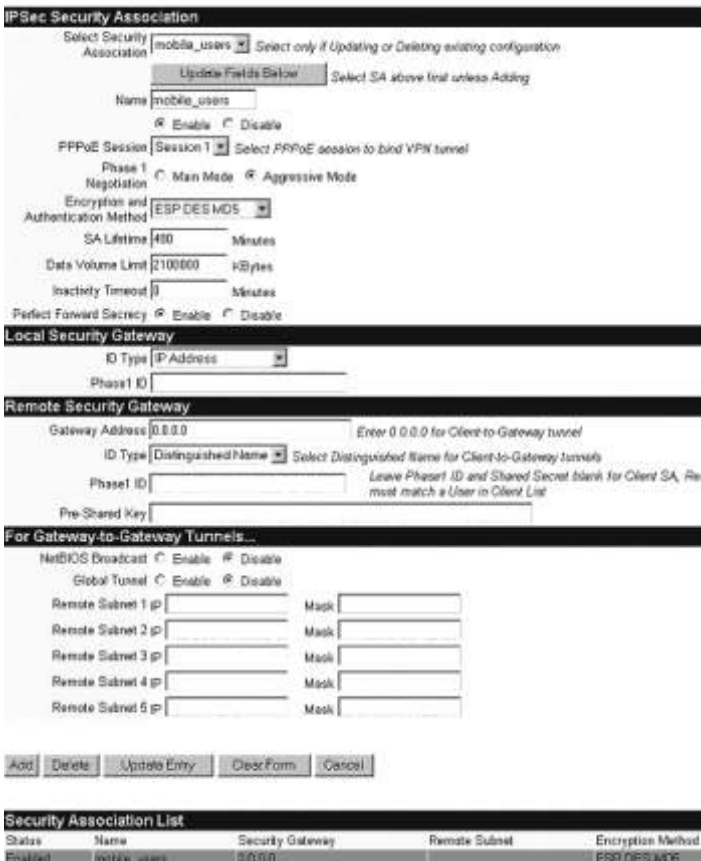 IPSec Security Association
Select Security Association mobile_users Select only if Updating or Deleting existing configuration
Update Fields Below Select SA above first unless Adding
Name mobile_users
Enable Disable
PPPoE Session Session 1 Select PPPoE session to bind VPN tunnel
Phase 1 Negotiation Main Mode Aggressive Mode
Encryption and Authentication Method ESP DES MD5
SA Lifetime 480 Minutes
Data Volume Limit 2100000 KBytes
Inactivity Timeout 0 Minutes
Perfect Forward Secrecy Enable Disable
Local Security Gateway
ID Type IP Address
Phase1 ID
Remote Security Gateway
Gateway Address 0.0.0.0 Enter 0.0.0.0 for Client-to-Gateway tunnel
ID Type Distinguished Name Select Distinguished Name for Client-to-Gateway tunnels
Phase1 ID Leave Phase1 ID and Shared Secret blank for Client SA, Re
must match a User in Client List
Pre-Shared Key
For Gateway-to-Gateway Tunnels...
NetBIOS Broadcast Enable Disable
Global Tunnel Enable Disable
Remote Subnet 1 IP Mask
Remote Subnet 2 IP Mask
Remote Subnet 3 IP Mask
Remote Subnet 4 IP Mask
Remote Subnet 5 IP Mask
Add Delete Update Entry Clear Form Cancel
Security Association List
Status Name Security Gateway Remote Subnet Encryption Method
Enabled mobile_users 0.0.0.0 ESP DES MD5